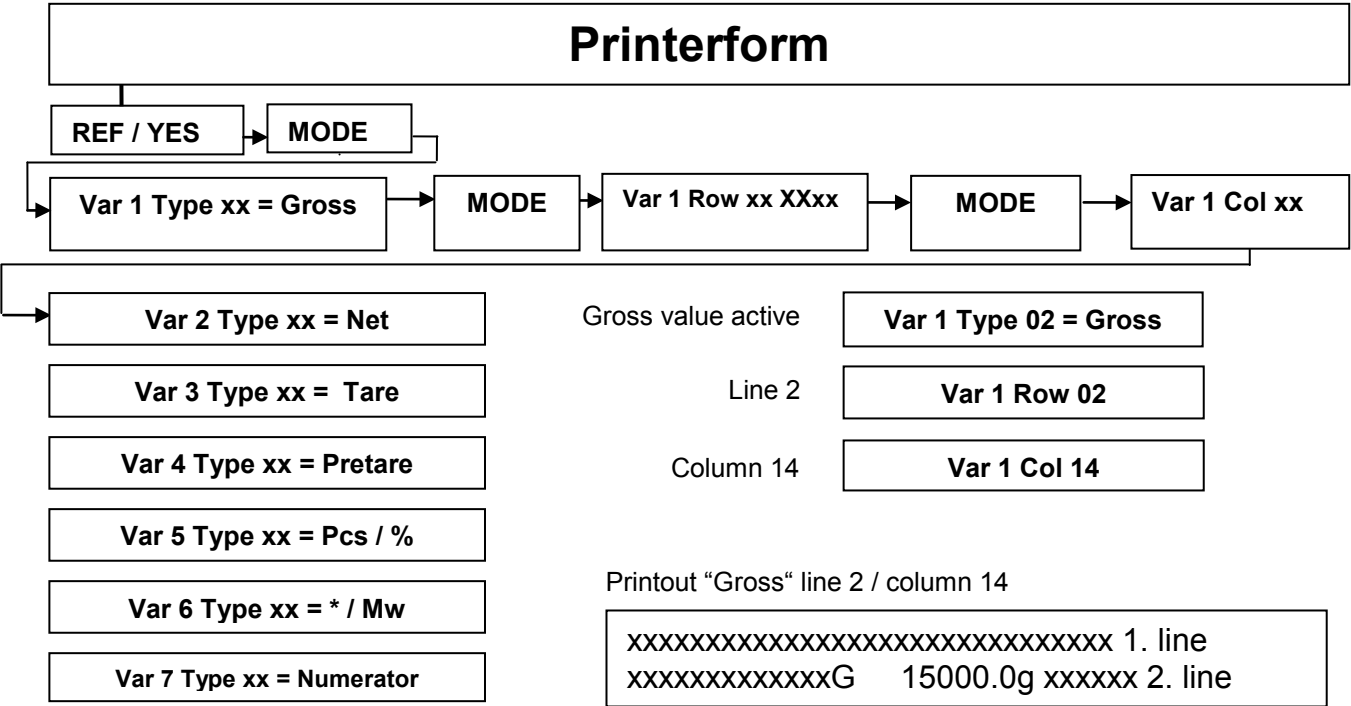 Printerform
REF / YES
MODE
Var 1 Type xx = Gross
MODE
Var 1 Row xx XXxx
MODE
Var 1 Col xx
Var 2 Type xx = Net
Gross value active
Var 1 Type 02 = Gross
Var 3 Type xx = Tare
Line 2
Var 1 Row 02
Var 4 Type xx = Pretare
Column 14
Var 1 Col 14
Var 5 Type xx = Pcs / %
Var 6 Type xx = * / Mw
Var 7 Type xx = Numerator
Printout “Gross“ line 2 / column 14
xxxxxxxxxxxxxxxxxxxxxxxxxxxxxxx 1. line
xxxxxxxxxxxxxG 15000.0g xxxxxx 2. line